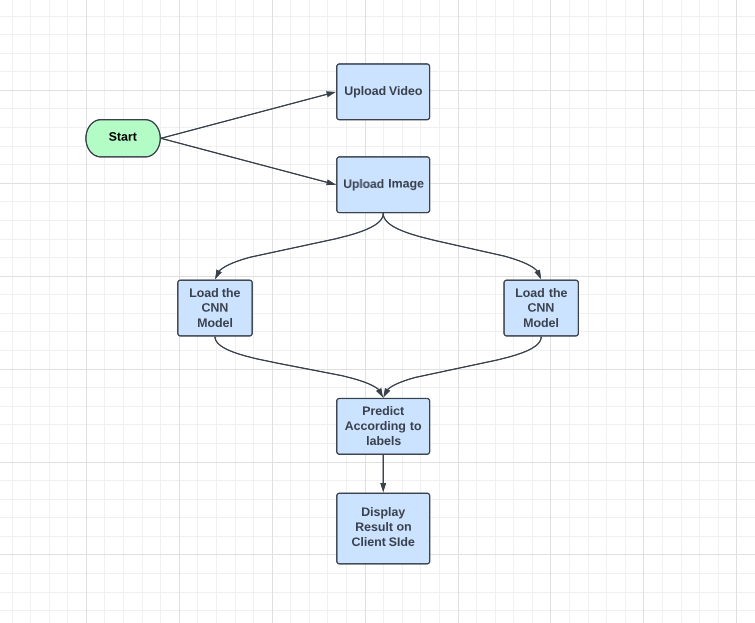 Upload Video
Start
Upload Image
Load the
CNN
Model
Load the
CNN
Model
Predict
According to
labels
Display
Result on
Client SIde